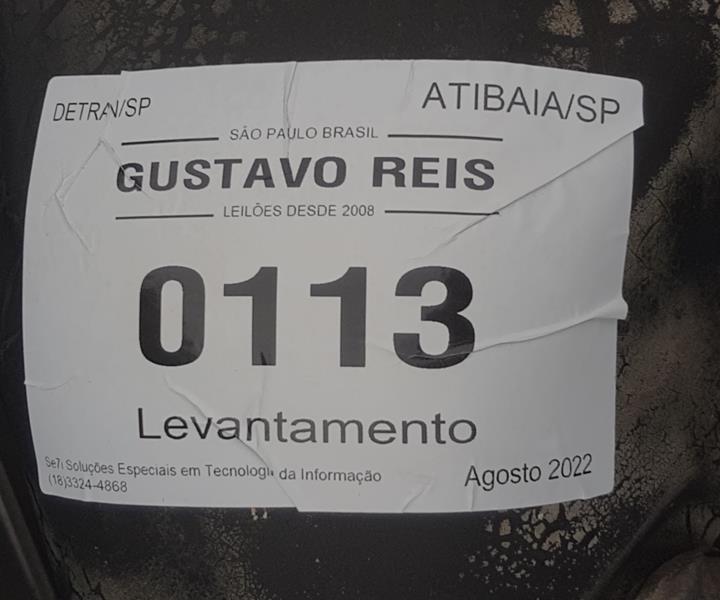 DETRAN/SP
ATIBAIA/SP
SÃO PAULO BRASIL
GUSTAVO REIS
LEILÕES DESDE 2008
0113
Levantamento
Se7i Soluções Especiais em Tecnologia da Informação
(18)3324-4868
Agosto 2022